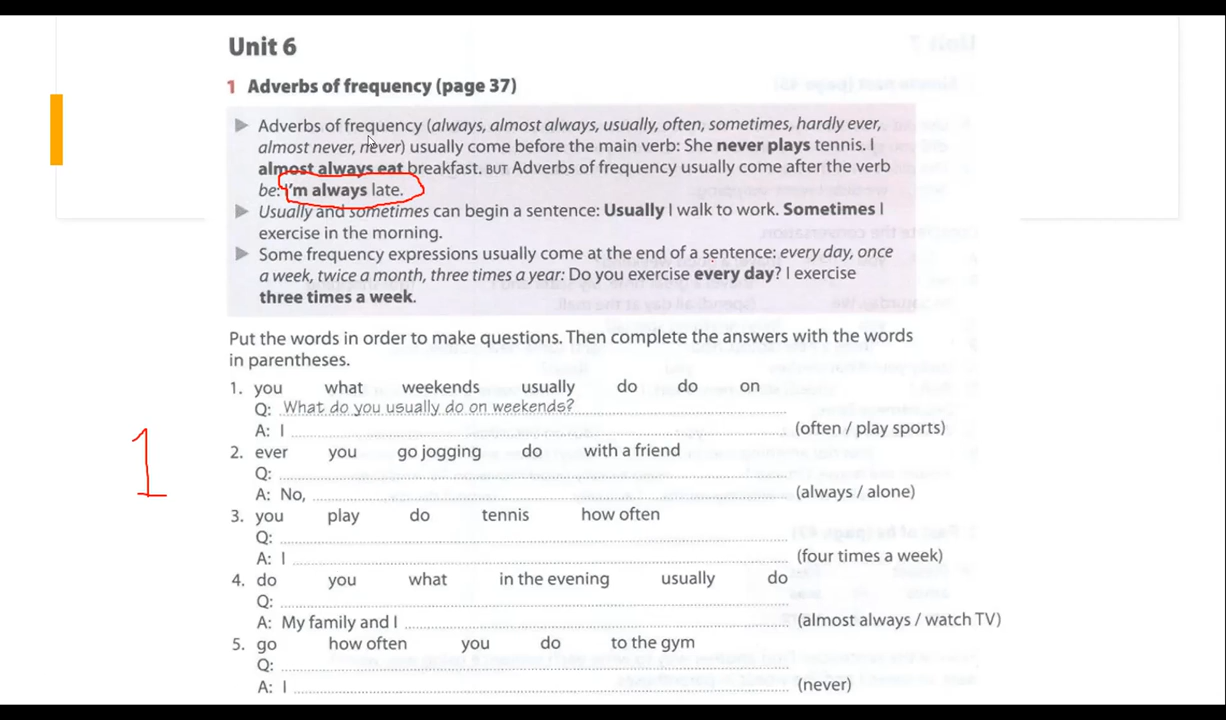 Unit 6
1 Adverbs of frequency (page 37)
▶ Adverbs of frequency (always, almost always, usually, often, sometimes, hardly ever,
almost never, never) usually come before the main verb: She never plays tennis. I
almost always eat breakfast. BUT Adverbs of frequency usually come after the verb
be: I'm always late.
▶ Usually and sometimes can begin a sentence: Usually I walk to work. Sometimes I
exercise in the morning.
▶ Some frequency expressions usually come at the end of a sentence: every day, once
a week, twice a month, three times a year: Do you exercise every day? I exercise
three times a week.
Put the words in order to make questions. Then complete the answers with the words
in parentheses.
1. you what weekends usually do do on
Q: What do you usually do on weekends?
A: I (often / play sports)
1
2. ever you go jogging do with a friend
Q:
A: No, (always / alone)
3. you play do tennis how often
Q:
A: I (four times a week)
4. do you what in the evening usually do
Q:
A: My family and I (almost always / watch TV)
5. go how often you do to the gym
Q:
A: I (never)